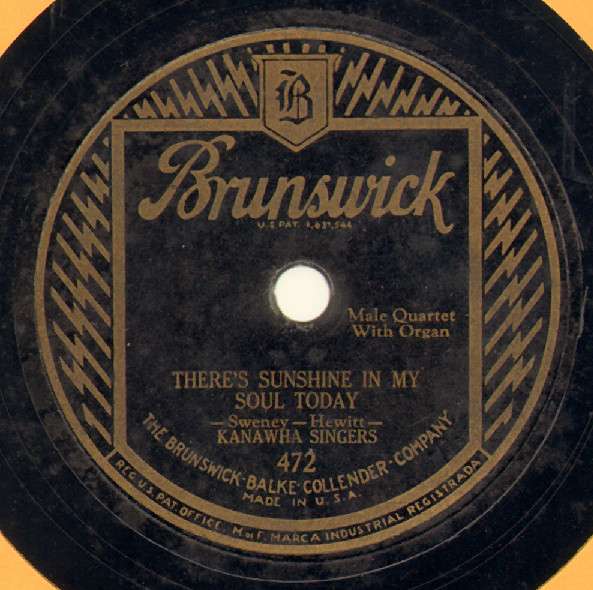 B
Brunswick
U.S. PAT. 1,637,544
Male Quartet
With Organ
THERE'S SUNSHINE IN MY
SOUL TODAY
—Sweney—Hewitt—
KANAWHA SINGERS
472
THE BRUNSWICK-BALKE-COLLENDER-COMPANY
MADE IN U.S.A.
REG U.S. PAT. OFFICE. M DE F. MARCA INDUSTRIAL REGISTRADA